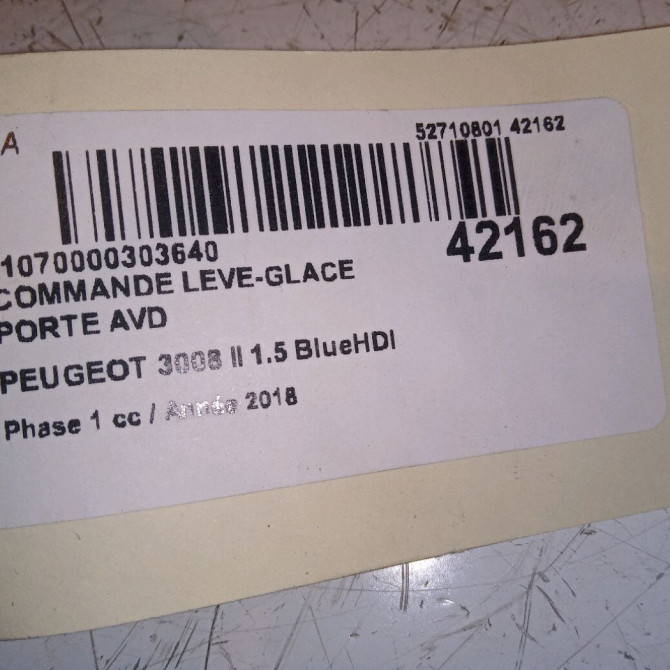 A
52710801 42162
1070000303640
42162
COMMANDE LEVE-GLACE
PORTE AVD
PEUGEOT 3008 II 1.5 BlueHDI
Phase 1 cc / Année 2018